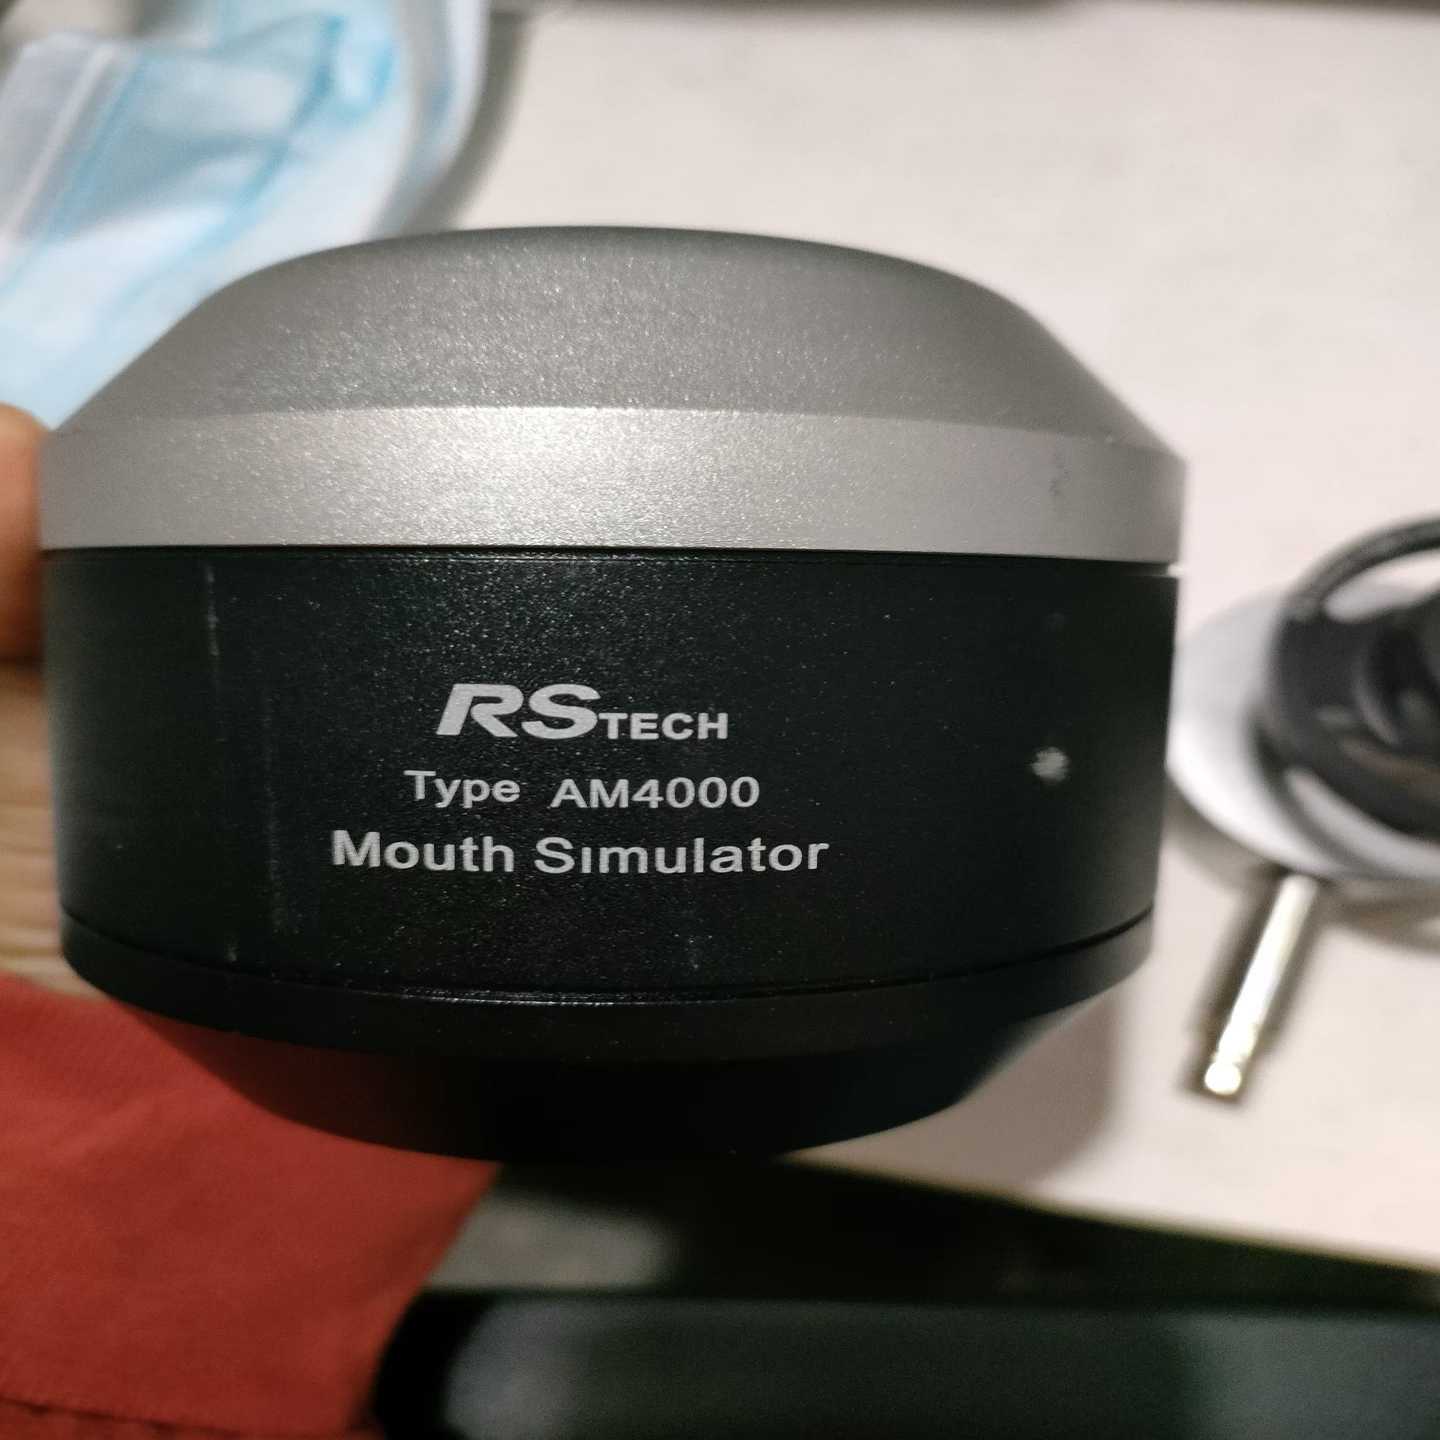 RSTECH
Type AM4000
Mouth Simulator